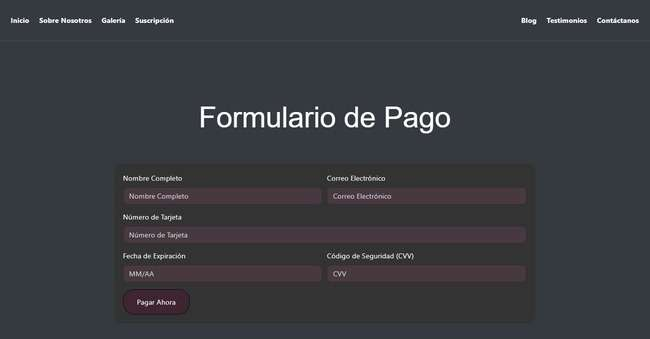 Inicio Sobre Nosotros Galería Suscripción Blog Testimonios Contáctanos
Formulario de Pago
Nombre Completo Correo Electrónico
Nombre Completo Correo Electrónico
Número de Tarjeta
Número de Tarjeta
Fecha de Expiración Código de Seguridad (CVV)
MM/AA CVV
Pagar Ahora